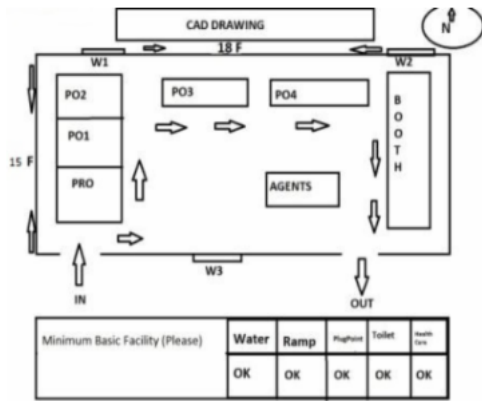 CAD DRAWING
N
18 F
W1
W2
PO2
PO3
PO4
BOOTH
PO1
15 F
PRO
AGENTS
W3
IN
OUT
Minimum Basic Facility (Please)
Water Ramp PlugPoint Toilet Health Care
OK OK OK OK OK